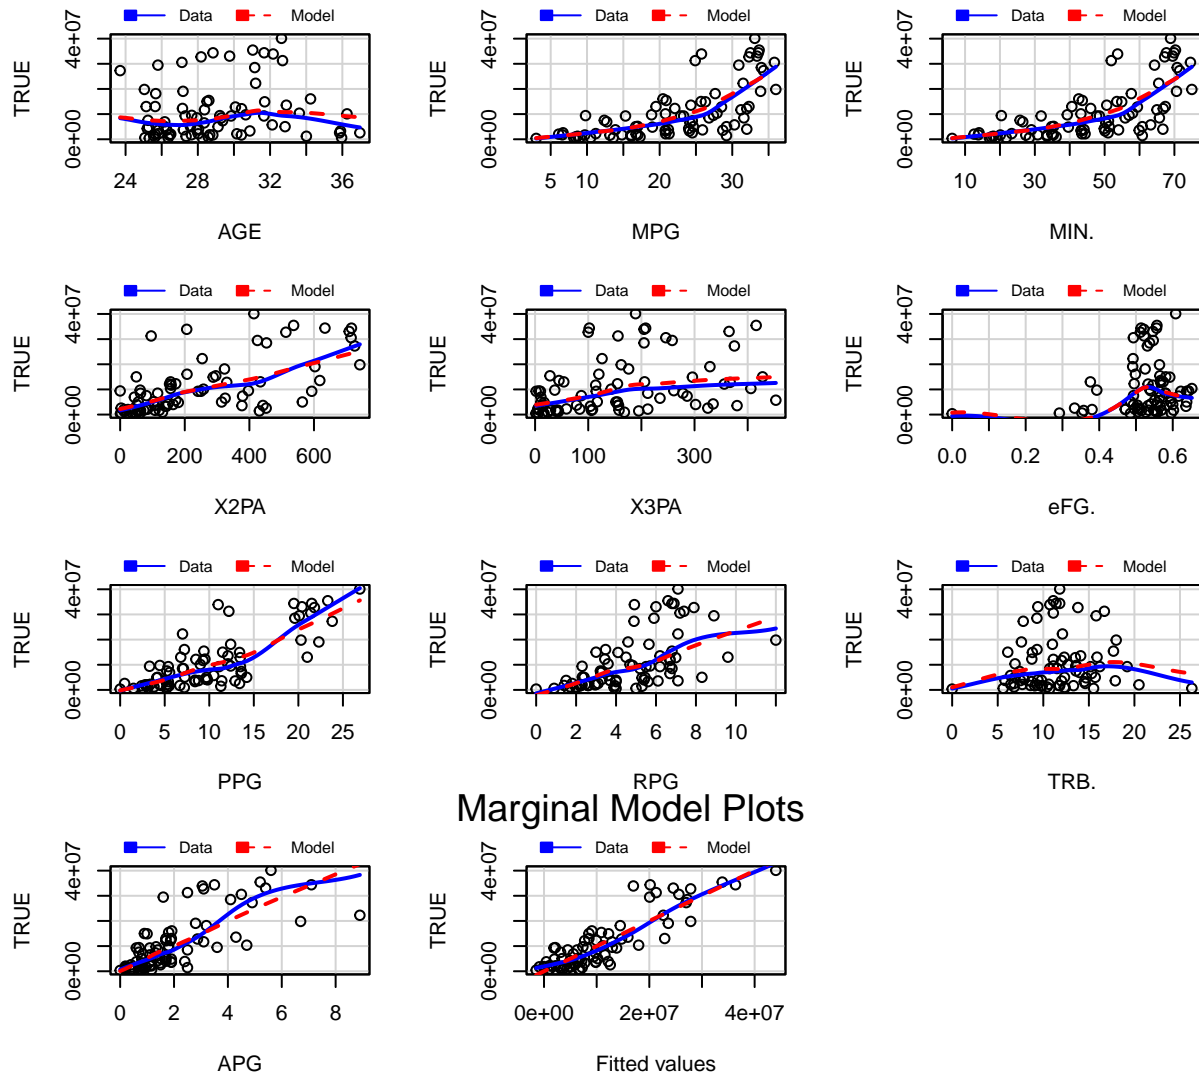 Data Model Data Model Data Model
TRUE 0e+00 4e+07 TRUE 0e+00 4e+07 TRUE 0e+00 4e+07
24 28 32 36 5 10 20 30 10 30 50 70
AGE MPG MIN.
Data Model Data Model Data Model
TRUE 0e+00 4e+07 TRUE 0e+00 4e+07 TRUE 0e+00 4e+07
0 200 400 600 0 100 300 0.0 0.2 0.4 0.6
X2PA X3PA eFG.
Data Model Data Model Data Model
TRUE 0e+00 4e+07 TRUE 0e+00 4e+07 TRUE 0e+00 4e+07
0 5 10 15 20 25 0 2 4 6 8 10 0 5 10 15 20 25
PPG RPG TRB.
Marginal Model Plots
Data Model Data Model
TRUE 0e+00 4e+07 TRUE 0e+00 4e+07
0 2 4 6 8 0e+00 2e+07 4e+07
APG Fitted values